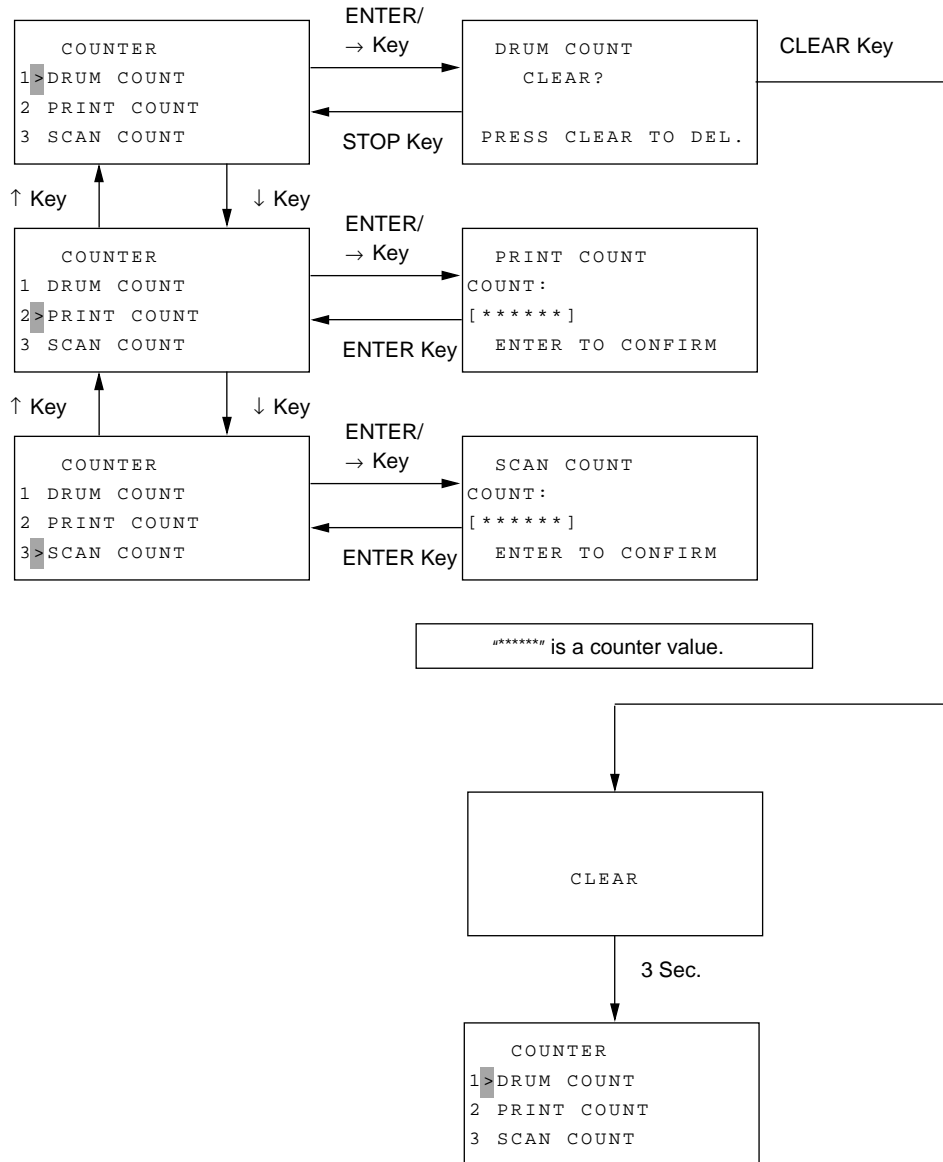 COUNTER
1>DRUM COUNT
2 PRINT COUNT
3 SCAN COUNT
ENTER/
→ Key
STOP Key
DRUM COUNT
CLEAR?
PRESS CLEAR TO DEL.
CLEAR Key
↑ Key
↓ Key
COUNTER
1 DRUM COUNT
2>PRINT COUNT
3 SCAN COUNT
ENTER/
→ Key
ENTER Key
PRINT COUNT
COUNT:
[******]
ENTER TO CONFIRM
↑ Key
↓ Key
COUNTER
1 DRUM COUNT
2 PRINT COUNT
3>SCAN COUNT
ENTER/
→ Key
ENTER Key
SCAN COUNT
COUNT:
[******]
ENTER TO CONFIRM
"******" is a counter value.
CLEAR
3 Sec.
COUNTER
1>DRUM COUNT
2 PRINT COUNT
3 SCAN COUNT